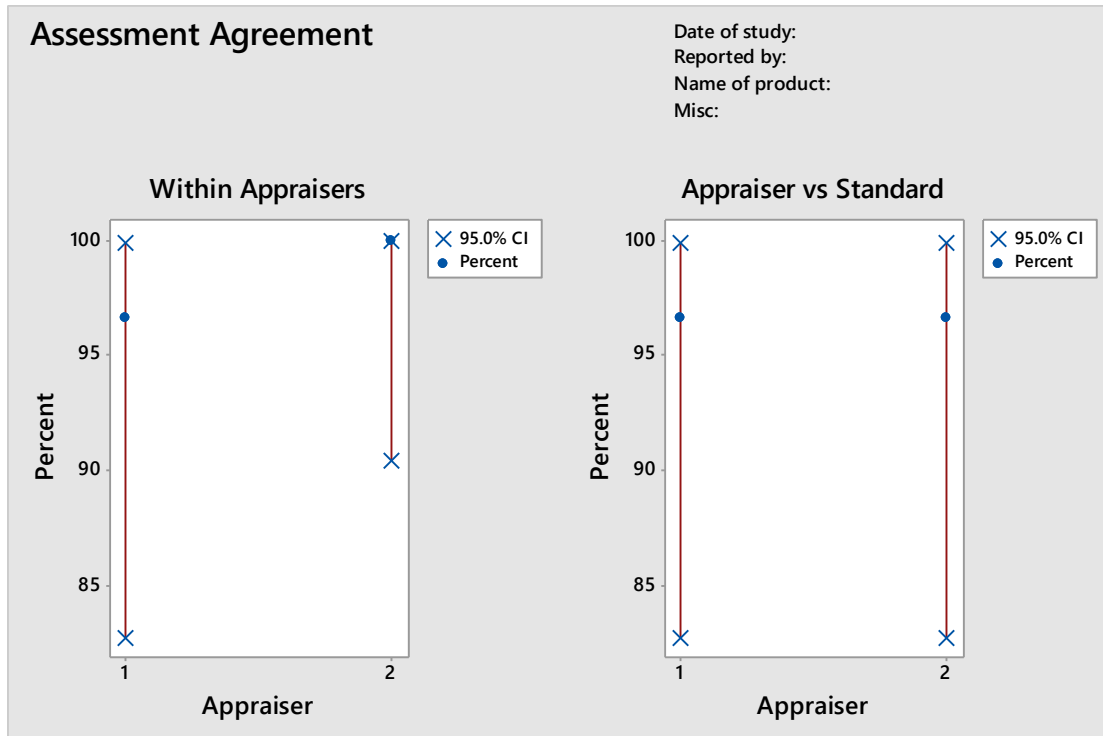 Assessment Agreement
Date of study:
Reported by:
Name of product:
Misc:
Within Appraisers
100
95
90
85
Percent
1 2
Appraiser
95.0% CI
Percent
Appraiser vs Standard
100
95
90
85
Percent
1 2
Appraiser
95.0% CI
Percent